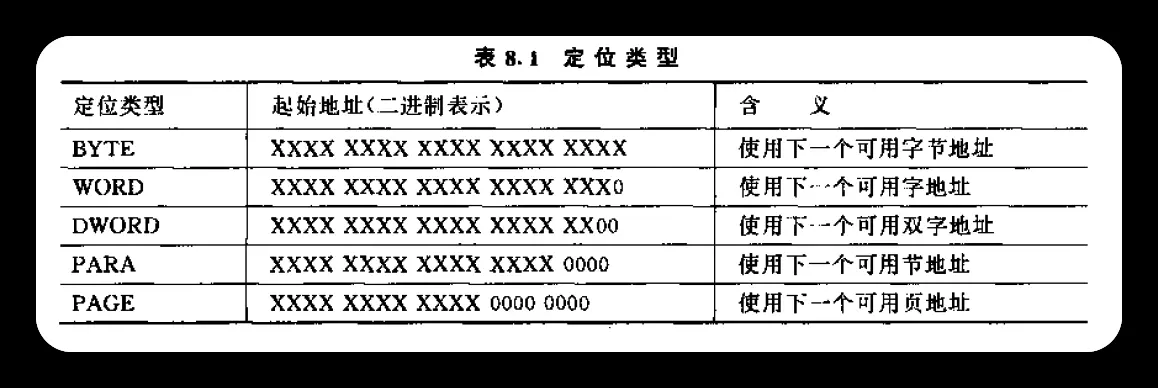 表 8.1 定位类型
定位类型 起始地址(二进制表示) 含 义
BYTE XXXX XXXX XXXX XXXX XXXX 使用下一个可用字节地址
WORD XXXX XXXX XXXX XXXX XXX0 使用下一个可用字地址
DWORD XXXX XXXX XXXX XXXX XX00 使用下一个可用双字地址
PARA XXXX XXXX XXXX XXXX 0000 使用下一个可用节地址
PAGE XXXX XXXX XXXX 0000 0000 使用下一个可用页地址